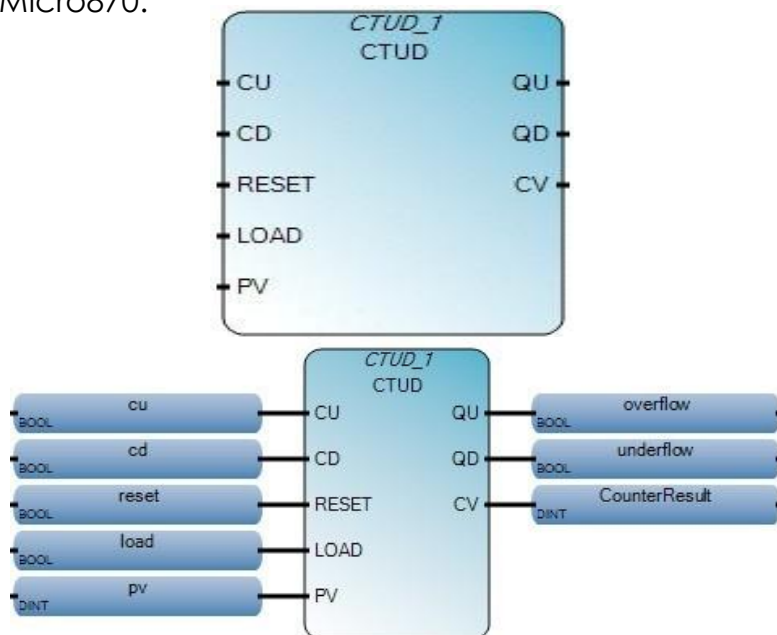 Micro870.
CTUD_1
CTUD
CU QU
CD QD
RESET CV
LOAD
PV
CTUD_1
CTUD
cu BOOL CU QU overflow BOOL
cd BOOL CD QD underflow BOOL
reset BOOL RESET CV CounterResult DINT
load BOOL LOAD
pv DINT PV